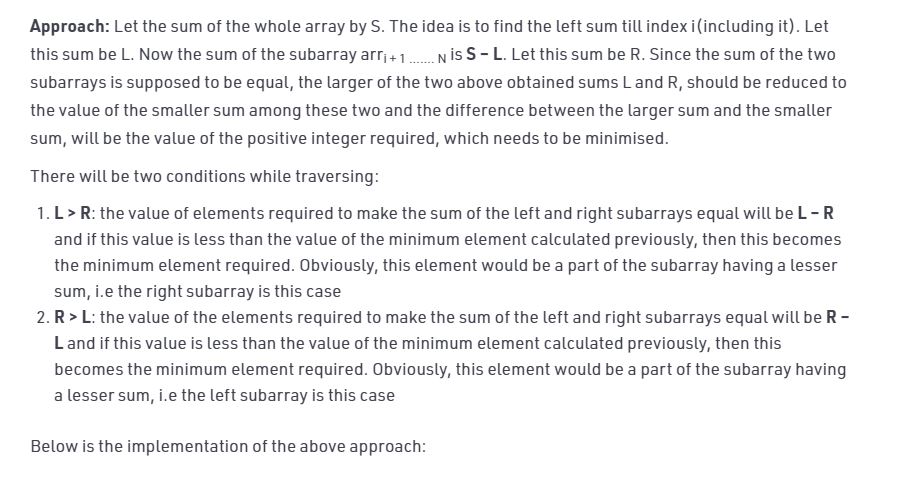 Approach: Let the sum of the whole array by S. The idea is to find the left sum till index i(including it). Let
this sum be L. Now the sum of the subarray arri + 1 ....... N is S – L. Let this sum be R. Since the sum of the two
subarrays is supposed to be equal, the larger of the two above obtained sums L and R, should be reduced to
the value of the smaller sum among these two and the difference between the larger sum and the smaller
sum, will be the value of the positive integer required, which needs to be minimised.
There will be two conditions while traversing:
1. L > R: the value of elements required to make the sum of the left and right subarrays equal will be L – R
and if this value is less than the value of the minimum element calculated previously, then this becomes
the minimum element required. Obviously, this element would be a part of the subarray having a lesser
sum, i.e the right subarray is this case
2. R > L: the value of the elements required to make the sum of the left and right subarrays equal will be R –
L and if this value is less than the value of the minimum element calculated previously, then this
becomes the minimum element required. Obviously, this element would be a part of the subarray having
a lesser sum, i.e the left subarray is this case
Below is the implementation of the above approach: